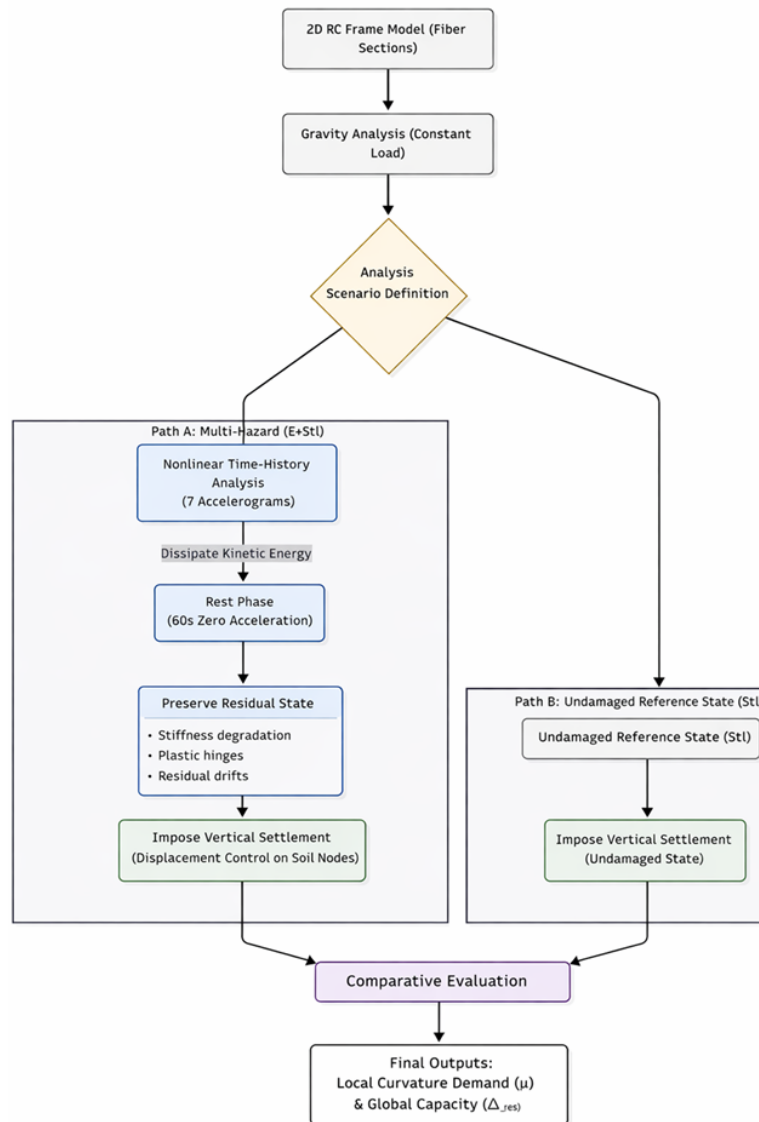 2D RC Frame Model (Fiber
Sections)
Gravity Analysis (Constant
Load)
Analysis
Scenario Definition
Path A: Multi-Hazard (E+Stl)
Nonlinear Time-History
Analysis
(7 Accelerograms)
Dissipate Kinetic Energy
Rest Phase
(60s Zero Acceleration)
Preserve Residual State
• Stiffness degradation
• Plastic hinges
• Residual drifts
Impose Vertical Settlement
(Displacement Control on Soil Nodes)
Path B: Undamaged Reference State (Stl
Undamaged Reference State (Stl)
Impose Vertical Settlement
(Undamaged State)
Comparative Evaluation
Final Outputs:
Local Curvature Demand (μ)
& Global Capacity (Δ_res)